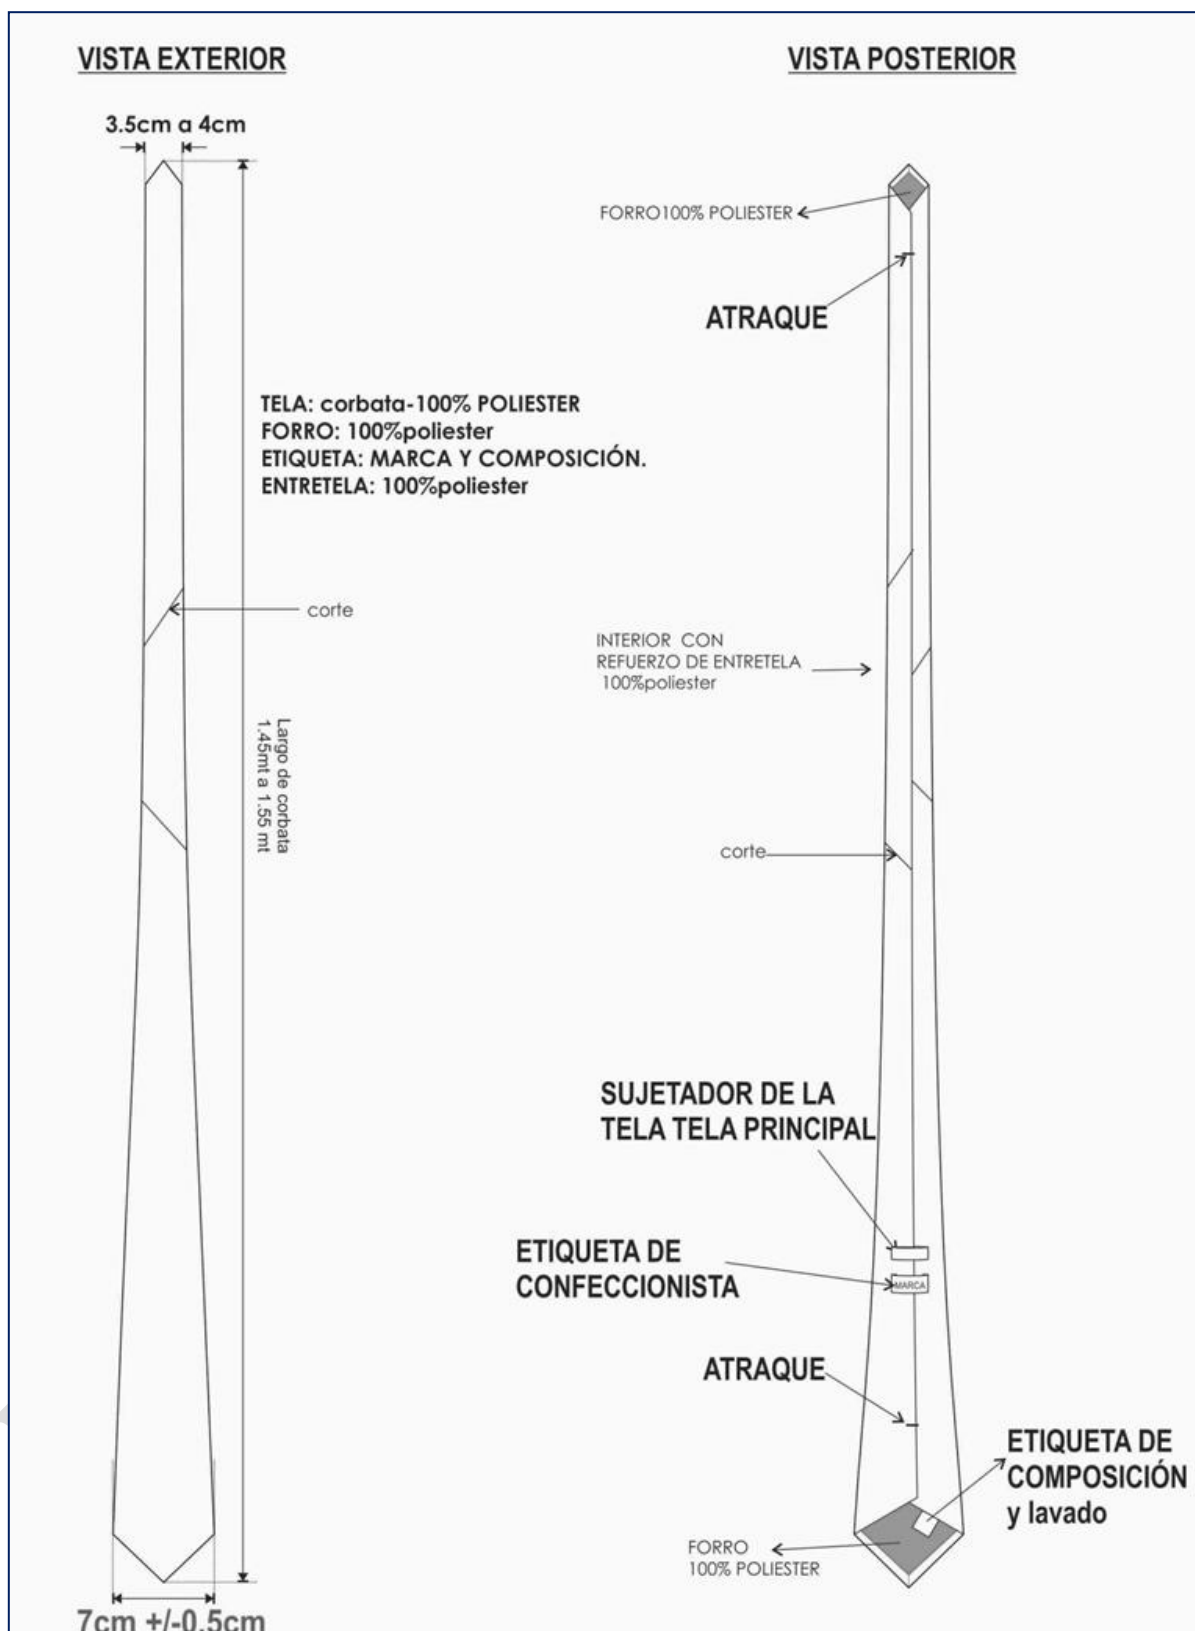 VISTA EXTERIOR
3.5cm a 4cm
TELA: corbata-100% POLIESTER
FORRO: 100%poliester
ETIQUETA: MARCA Y COMPOSICIÓN.
ENTRETELA: 100%poliester
corte
Largo de corbata
1.45mt a 1.55 mt
7cm +/-0.5cm
VISTA POSTERIOR
FORRO100% POLIESTER
ATRAQUE
INTERIOR CON
REFUERZO DE ENTRETELA
100%poliester
corte
SUJETADOR DE LA
TELA TELA PRINCIPAL
ETIQUETA DE
CONFECCIONISTA
MARCA
ATRAQUE
ETIQUETA DE
COMPOSICIÓN
y lavado
FORRO
100% POLIESTER